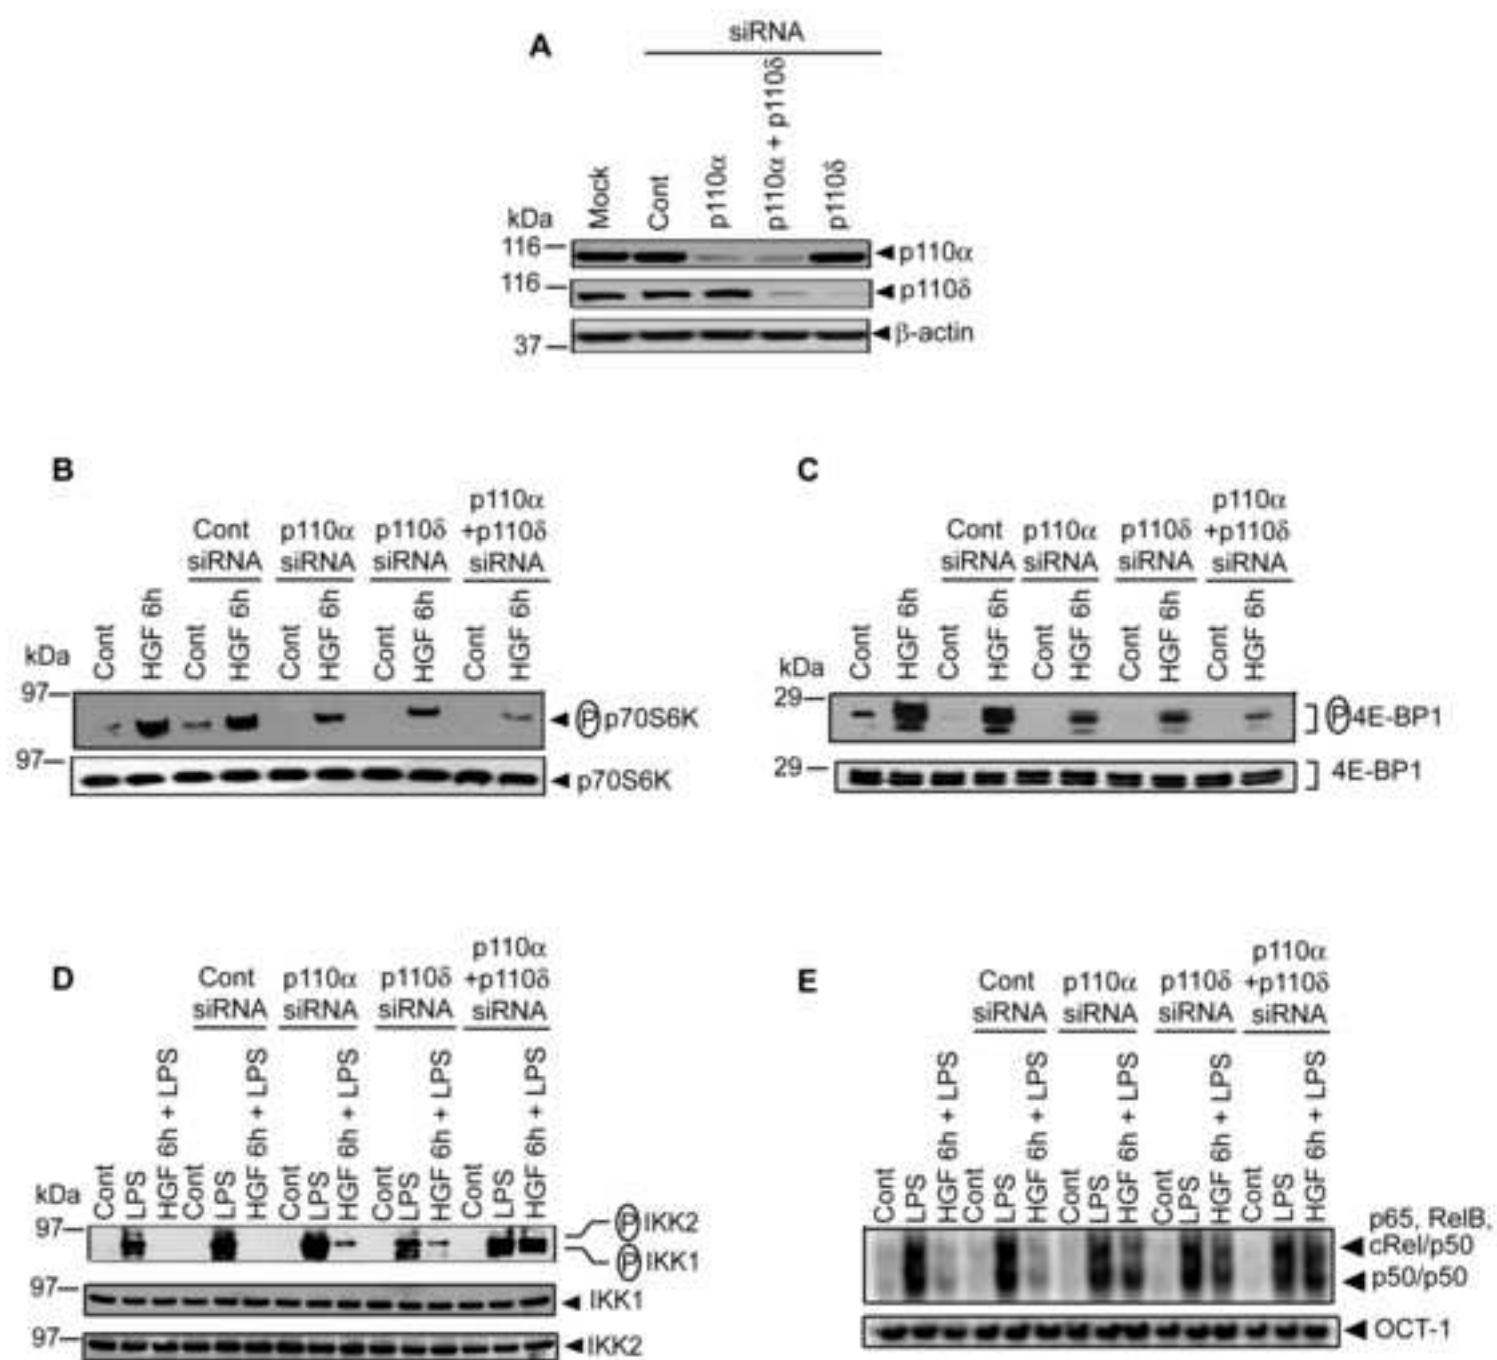 A
siRNA
kDa
Mock
Cont
p110α
p110α + p110δ
p110δ
116
p110α
116
p110δ
37
β-actin
B
Cont siRNA
p110α siRNA
p110δ siRNA
p110α +p110δ siRNA
kDa
Cont
HGF 6h
Cont
HGF 6h
Cont
HGF 6h
Cont
HGF 6h
Cont
HGF 6h
97
P p70S6K
97
p70S6K
C
Cont siRNA
p110α siRNA
p110δ siRNA
p110α +p110δ siRNA
kDa
Cont
HGF 6h
Cont
HGF 6h
Cont
HGF 6h
Cont
HGF 6h
Cont
HGF 6h
29
P 4E-BP1
29
4E-BP1
D
Cont siRNA
p110α siRNA
p110δ siRNA
p110α +p110δ siRNA
kDa
Cont
LPS
HGF 6h + LPS
Cont
LPS
HGF 6h + LPS
Cont
LPS
HGF 6h + LPS
Cont
LPS
HGF 6h + LPS
Cont
LPS
HGF 6h + LPS
97
P IKK2
P IKK1
97
IKK1
97
IKK2
E
Cont siRNA
p110α siRNA
p110δ siRNA
p110α +p110δ siRNA
Cont
LPS
HGF 6h + LPS
Cont
LPS
HGF 6h + LPS
Cont
LPS
HGF 6h + LPS
Cont
LPS
HGF 6h + LPS
Cont
LPS
HGF 6h + LPS
p65, RelB,
cRel/p50
p50/p50
OCT-1